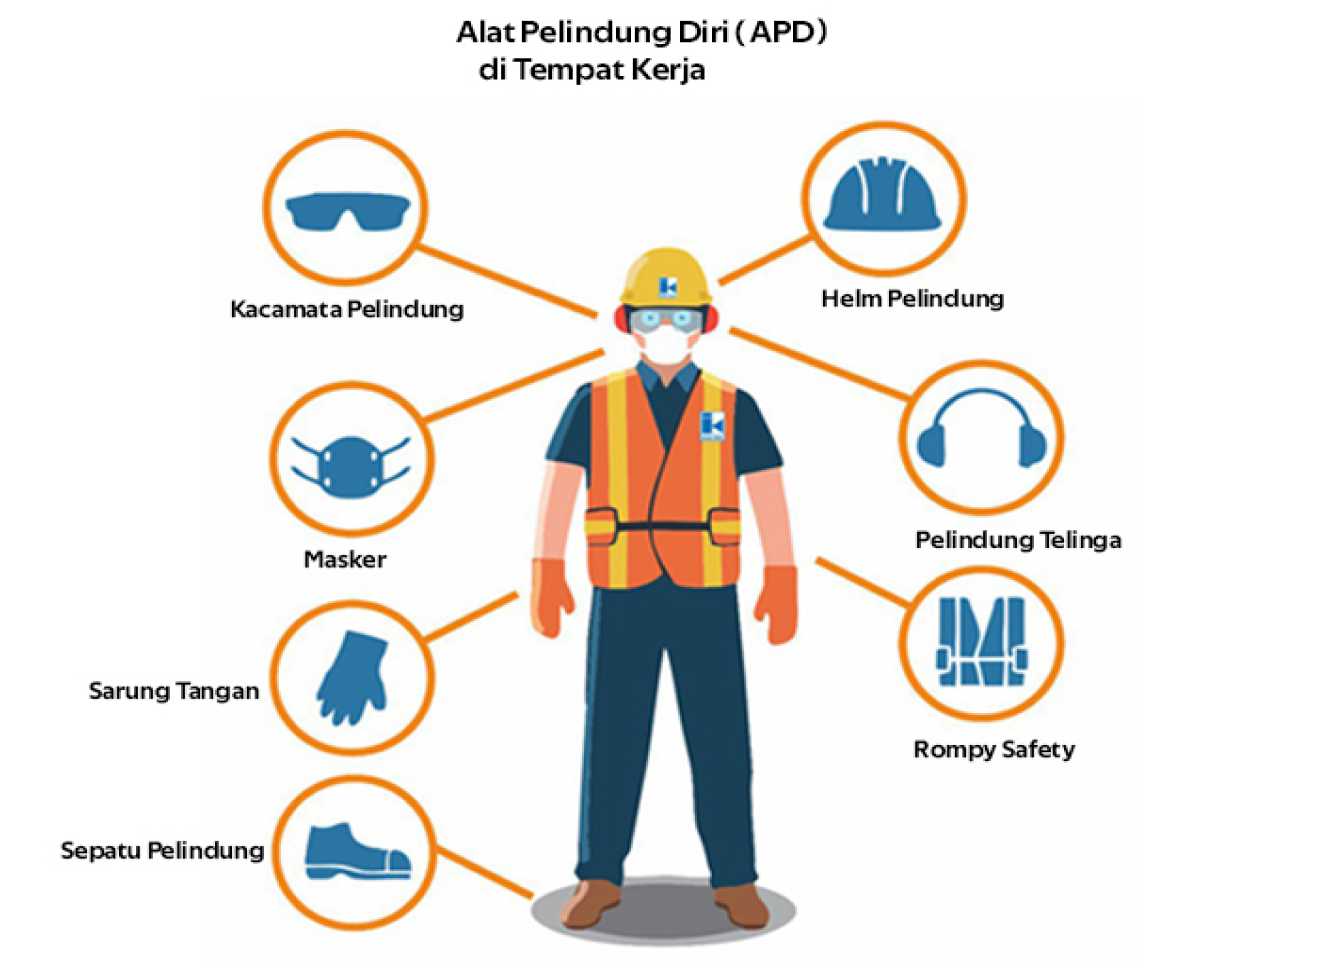 Alat Pelindung Diri ( APD )
di Tempat Kerja
Kacamata Pelindung
Helm Pelindung
Masker
Pelindung Telinga
Sarung Tangan
Rompy Safety
Sepatu Pelindung